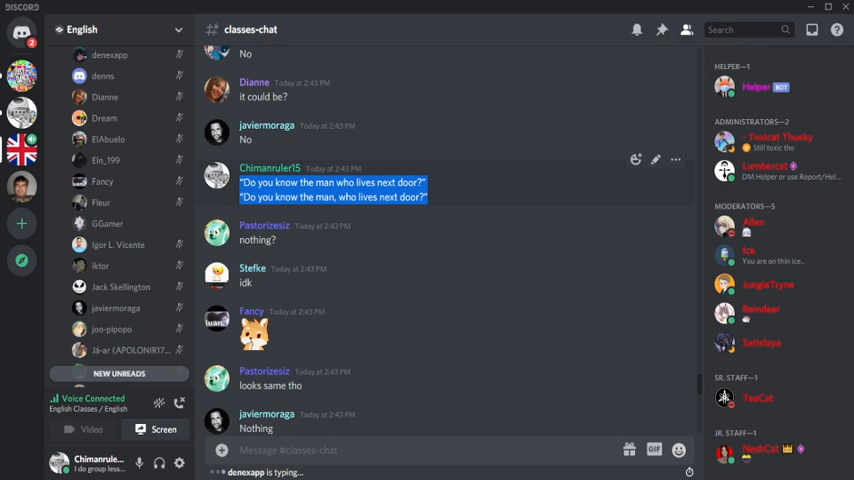 DISCORD
2
English
denexapp
denns
Dianne
Dream
ElAbuelo
Eln_199
Fancy
Fleur
GGamer
Igor L. Vicente
iktor
Jack Skellington
javiermoraga
joo-pipopo
Já-ar (APOLONIR17...
NEW UNREADS
Voice Connected
English Classes / English
Video
Screen
Chimanrule...
I do group less...
classes-chat
Search
No
Dianne Today at 2:43 PM
it could be?
javiermoraga Today at 2:43 PM
No
Chimanruler15 Today at 2:43 PM
“Do you know the man who lives next door?”
“Do you know the man, who lives next door?”
Pastorizesiz Today at 2:43 PM
nothing?
Stefke Today at 2:43 PM
idk
Fancy Today at 2:43 PM
Pastorizesiz Today at 2:43 PM
looks same tho
javiermoraga Today at 2:43 PM
Nothing
Message #classes-chat
GIF
denexapp is typing...
HELPER—1
Helper BOT
ADMINISTRATORS—2
- Toxicat Thusky
Still toxic tho
Lumbercat
DM Helper or use Report/Hel...
MODERATORS—5
Allen
Ice
You are on thin ice..
JungleTryne
Reindeer
Satisfaya
SR. STAFF—1
TeaCat
JR. STAFF—1
NeshCat